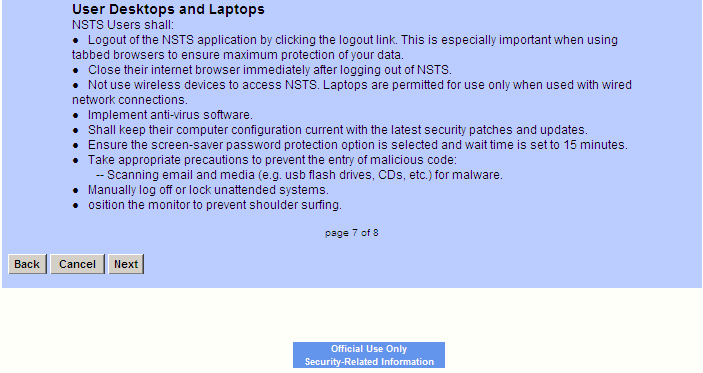 User Desktops and Laptops
NSTS Users shall:
● Logout of the NSTS application by clicking the logout link. This is especially important when using
tabbed browsers to ensure maximum protection of your data.
● Close their internet browser immediately after logging out of NSTS.
● Not use wireless devices to access NSTS. Laptops are permitted for use only when used with wired
network connections.
● Implement anti-virus software.
● Shall keep their computer configuration current with the latest security patches and updates.
● Ensure the screen-saver password protection option is selected and wait time is set to 15 minutes.
● Take appropriate precautions to prevent the entry of malicious code:
-- Scanning email and media (e.g. usb flash drives, CDs, etc.) for malware.
● Manually log off or lock unattended systems.
● osition the monitor to prevent shoulder surfing.
page 7 of 8
Back Cancel Next
Official Use Only
Security-Related Information